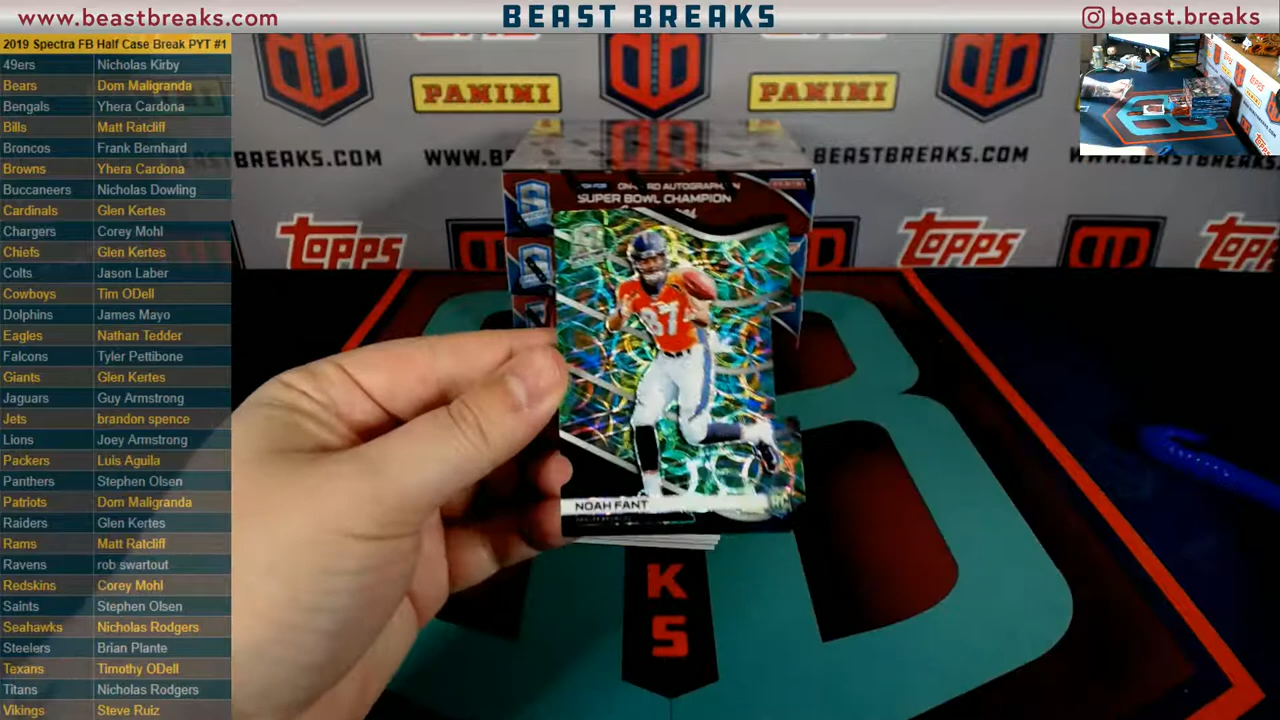 www.beastbreaks.com
BEAST BREAKS
beast.breaks
2019 Spectra FB Half Case Break PYT #1
49ers Nicholas Kirby
Bears Dom Maligranda
Bengals Yhera Cardona
Bills Matt Ratcliff
Broncos Frank Bernhard
Browns Yhera Cardona
Buccaneers Nicholas Dowling
Cardinals Glen Kertes
Chargers Corey Mohl
Chiefs Glen Kertes
Colts Jason Laber
Cowboys Tim ODell
Dolphins James Mayo
Eagles Nathan Tedder
Falcons Tyler Pettibone
Giants Glen Kertes
Jaguars Guy Armstrong
Jets brandon spence
Lions Joey Armstrong
Packers Luis Aguila
Panthers Stephen Olsen
Patriots Dom Maligranda
Raiders Glen Kertes
Rams Matt Ratcliff
Ravens rob swartout
Redskins Corey Mohl
Saints Stephen Olsen
Seahawks Nicholas Rodgers
Steelers Brian Plante
Texans Timothy ODell
Titans Nicholas Rodgers
Vikings Steve Ruiz
PANINI
PANINI
BREAKS.COM
WWW.
BEASTBREAKS.COM
WW
topps
topps
SUPER BOWL CHAMPION
87
NOAH FANT
K
S